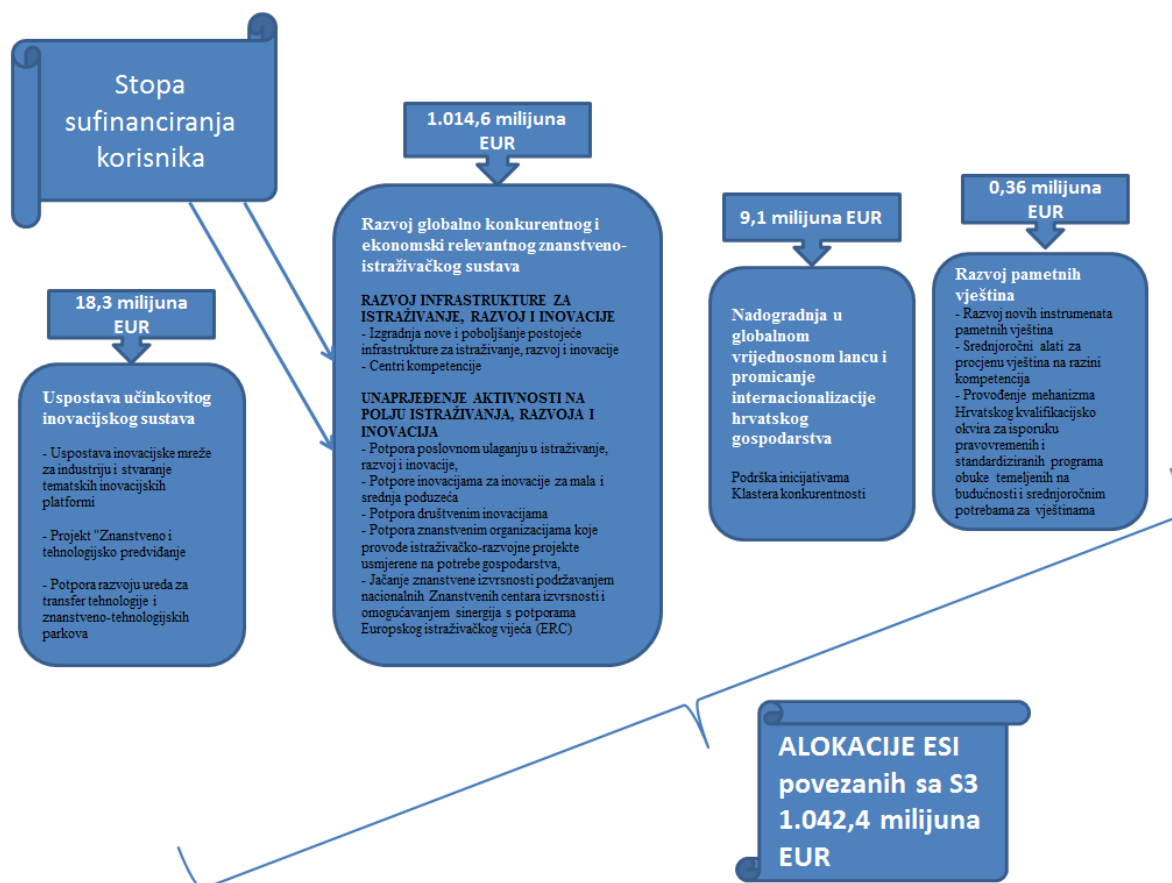 Stopa
sufinanciranja
korisnika
18,3 milijuna
EUR
Uspostava učinkovitog
inovacijskog sustava
- Uspostava inovacijske mreže
za industriju i stvaranje
tematskih inovacijskih
platformi
- Projekt "Znanstveno i
tehnologijsko predviđanje
- Potpora razvoju ureda za
transfer tehnologije i
znanstveno-tehnologijskih
parkova
1.014,6 milijuna
EUR
Razvoj globalno konkurentnog i
ekonomski relevantnog znanstveno-
istraživačkog sustava
RAZVOJ INFRASTRUKTURE ZA
ISTRAŽIVANJE, RAZVOJ I INOVACIJE
- Izgradnja nove i poboljšanje postojeće
infrastrukture za istraživanje, razvoj i inovacije
- Centri kompetencije
UNAPRJEĐENJE AKTIVNOSTI NA
POLJU ISTRAŽIVANJA, RAZVOJA I
INOVACIJA
- Potpora poslovnom ulaganju u istraživanje,
razvoj i inovacije,
- Potpore inovacijama za inovacije za mala i
srednja poduzeća
- Potpora društvenim inovacijama
- Potpora znanstvenim organizacijama koje
provode istraživačko-razvojne projekte
usmjerene na potrebe gospodarstva,
- Jačanje znanstvene izvrsnosti podržavanjem
nacionalnih Znanstvenih centara izvrsnosti i
omogućavanjem sinergija s potporama
Europskog istraživačkog vijeća (ERC)
9,1 milijuna EUR
Nadogradnja u
globalnom
vrijednosnom lancu i
promicanje
internacionalizacije
hrvatskog
gospodarstva
Podrška inicijativama
Klastera konkurentnosti
0,36 milijuna
EUR
Razvoj pametnih
vještina
- Razvoj novih instrumenata
pametnih vještina
- Srednjoročni alati za
procjenu vještina na razini
kompetencija
- Provođenje mehanizma
Hrvatskog kvalifikacijsko
okvira za isporuku
pravovremenih i
standardiziranih programa
obuke temeljenih na
budućnosti i srednjoročnim
potrebama za vještinama
ALOKACIJE ESI
povezanih sa S3
1.042,4 milijuna
EUR